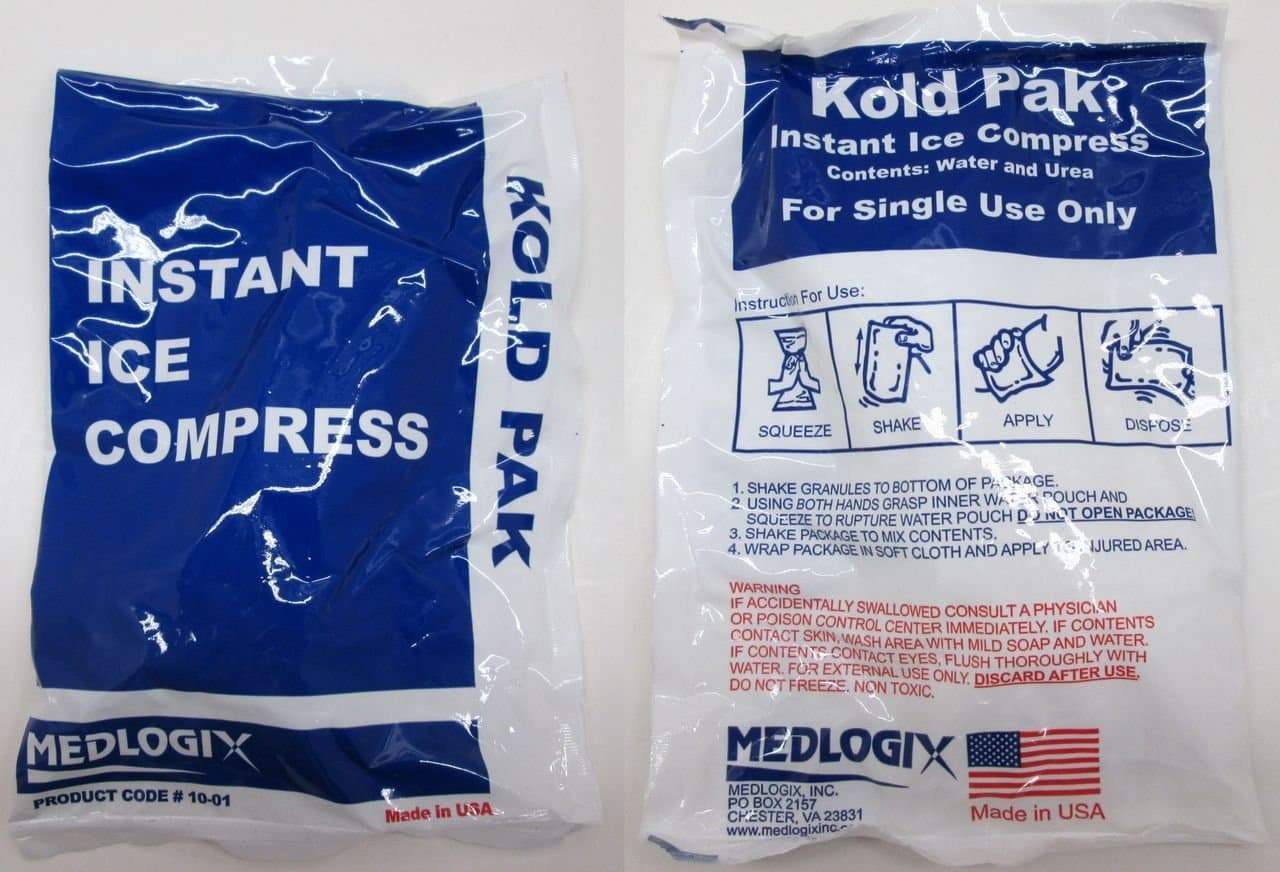 INSTANT
ICE
COMPRESS
KOLD PAK
MEDLOGIX
PRODUCT CODE # 10-01
Made in USA
Kold Pak
Instant Ice Compress
Contents: Water and Urea
For Single Use Only
Instruction For Use:
SQUEEZE SHAKE APPLY DISPOSE
1. SHAKE GRANULES TO BOTTOM OF PACKAGE.
2. USING BOTH HANDS GRASP INNER WATER POUCH AND
SQUEEZE TO RUPTURE WATER POUCH DO NOT OPEN PACKAGE!
3. SHAKE PACKAGE TO MIX CONTENTS.
4. WRAP PACKAGE IN SOFT CLOTH AND APPLY TO INJURED AREA.
WARNING
IF ACCIDENTALLY SWALLOWED CONSULT A PHYSICIAN
OR POISON CONTROL CENTER IMMEDIATELY. IF CONTENTS
CONTACT SKIN, WASH AREA WITH MILD SOAP AND WATER.
IF CONTENTS CONTACT EYES, FLUSH THOROUGHLY WITH
WATER. FOR EXTERNAL USE ONLY. DISCARD AFTER USE.
DO NOT FREEZE. NON TOXIC.
MEDLOGIX
MEDLOGIX, INC.
PO BOX 2157
CHESTER, VA 23831
www.medlogixinc.
Made in USA